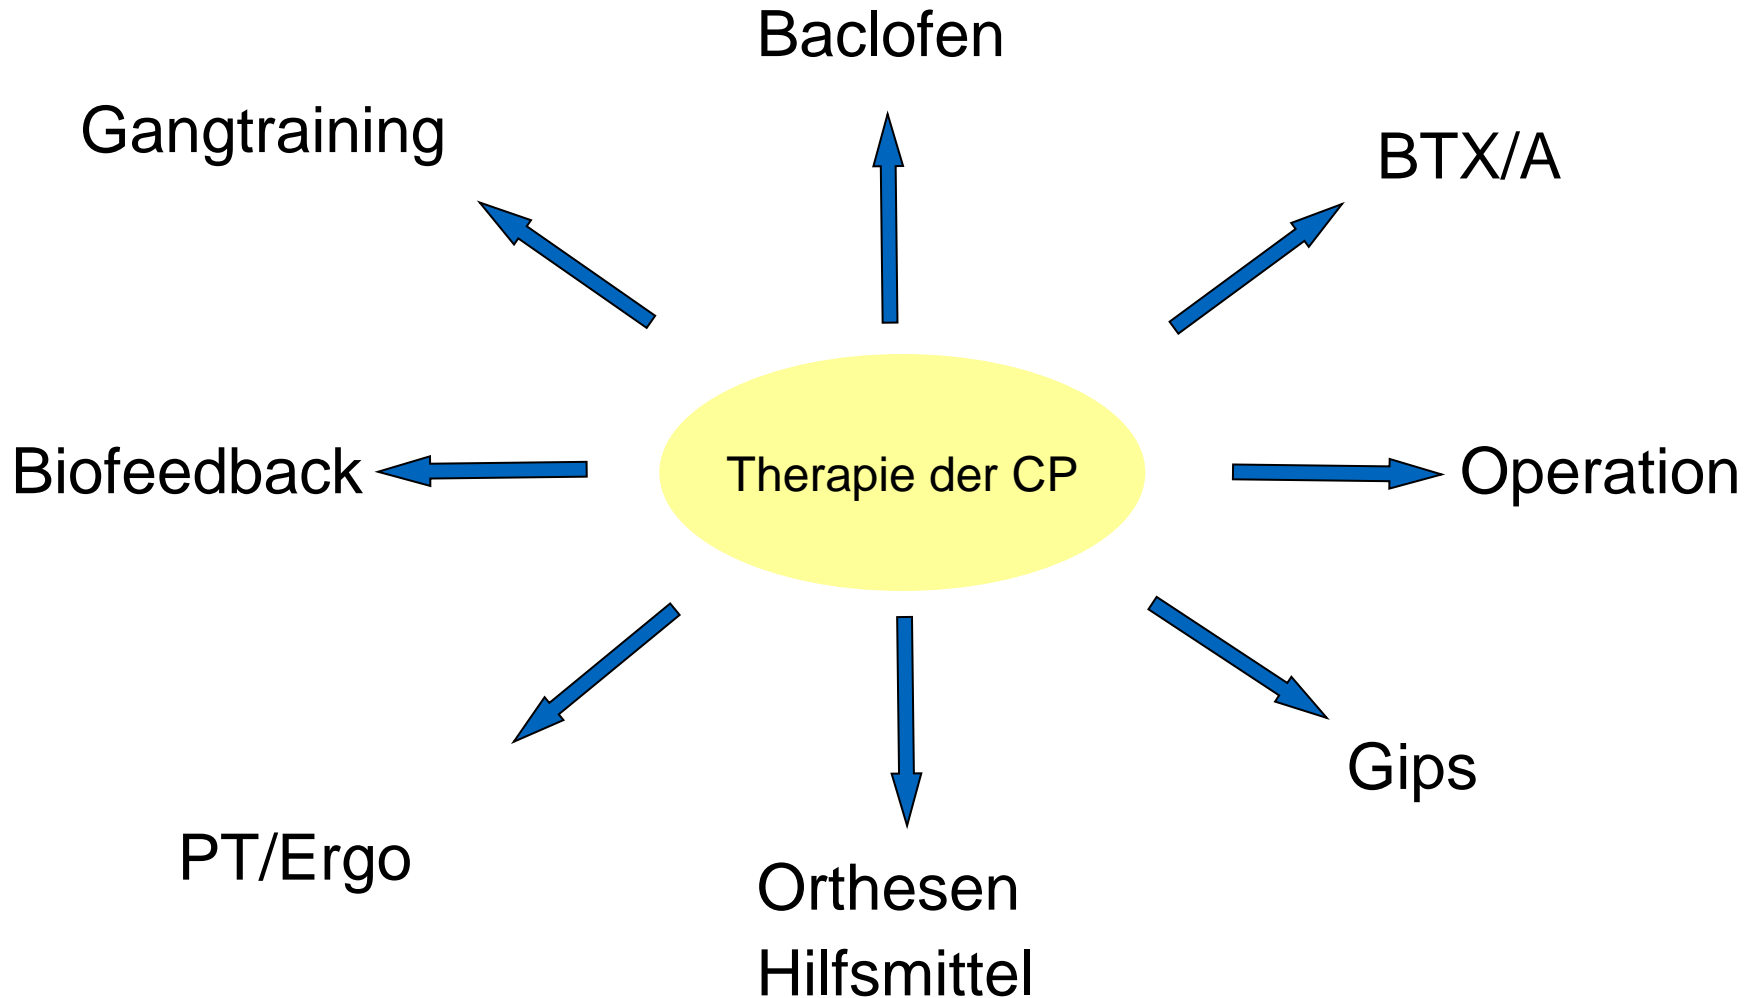 Baclofen
Gangtraining
BTX/A
Biofeedback
Therapie der CP
Operation
Gips
PT/Ergo
Orthesen
Hilfsmittel